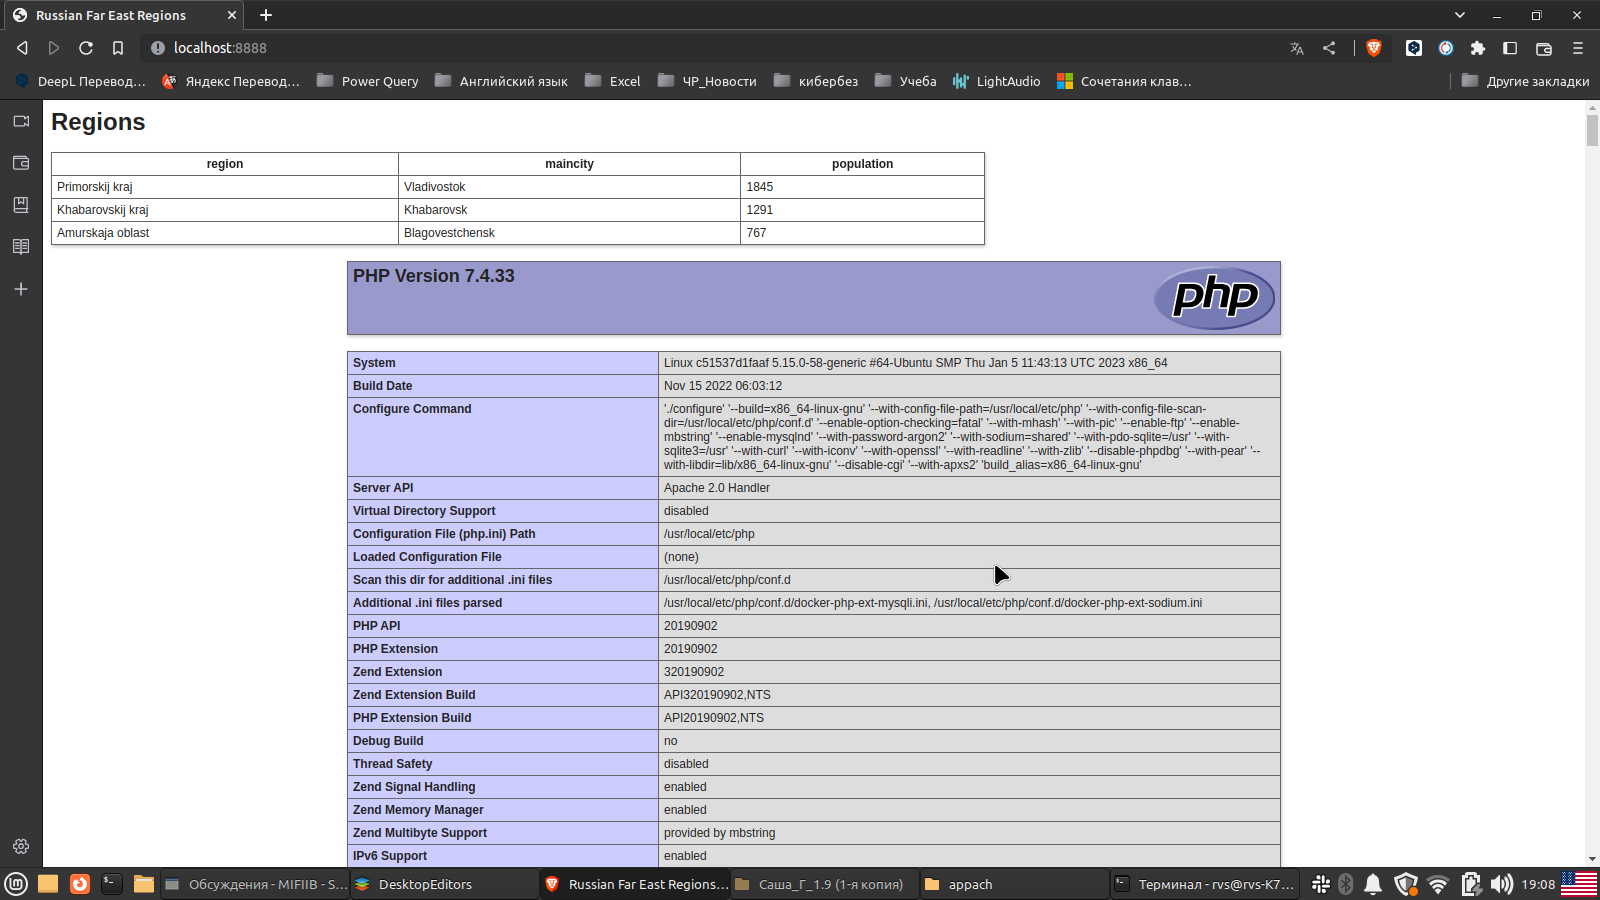 Russian Far East Regions
localhost:8888
DeepL Перевод...
Яндекс Перевод...
Power Query
Английский язык
Excel
ЧР_Новости
кибербез
Учеба
LightAudio
Сочетания клав...
Другие закладки
Regions
region maincity population
Primorskij kraj Vladivostok 1845
Khabarovskij kraj Khabarovsk 1291
Amurskaja oblast Blagovestchensk 767
PHP Version 7.4.33
php
System Linux c51537d1faaf 5.15.0-58-generic #64-Ubuntu SMP Thu Jan 5 11:43:13 UTC 2023 x86_64
Build Date Nov 15 2022 06:03:12
Configure Command './configure' '--build=x86_64-linux-gnu' '--with-config-file-path=/usr/local/etc/php' '--with-config-file-scan-
dir=/usr/local/etc/php/conf.d' '--enable-option-checking=fatal' '--with-mhash' '--with-pic' '--enable-ftp' '--enable-
mbstring' '--enable-mysqlnd' '--with-password-argon2' '--with-sodium=shared' '--with-pdo-sqlite=/usr' '--with-
sqlite3=/usr' '--with-curl' '--with-iconv' '--with-openssl' '--with-readline' '--with-zlib' '--disable-phpdbg' '--with-pear' '--
with-libdir=lib/x86_64-linux-gnu' '--disable-cgi' '--with-apxs2' 'build_alias=x86_64-linux-gnu'
Server API Apache 2.0 Handler
Virtual Directory Support disabled
Configuration File (php.ini) Path /usr/local/etc/php
Loaded Configuration File (none)
Scan this dir for additional .ini files /usr/local/etc/php/conf.d
Additional .ini files parsed /usr/local/etc/php/conf.d/docker-php-ext-mysqli.ini, /usr/local/etc/php/conf.d/docker-php-ext-sodium.ini
PHP API 20190902
PHP Extension 20190902
Zend Extension 320190902
Zend Extension Build API320190902,NTS
PHP Extension Build API20190902,NTS
Debug Build no
Thread Safety disabled
Zend Signal Handling enabled
Zend Memory Manager enabled
Zend Multibyte Support provided by mbstring
IPv6 Support enabled
Обсуждения - MIFIIB - S...
DesktopEditors
Russian Far East Regions...
Саша_Г_1.9 (1-я копия)
appach
Терминал - rvs@rvs-K7...
19:08